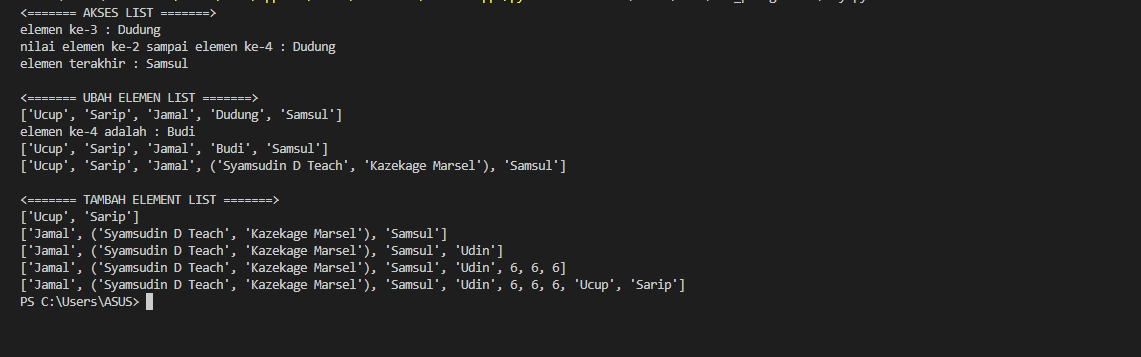 <======= AKSES LIST =======>
elemen ke-3 : Dudung
nilai elemen ke-2 sampai elemen ke-4 : Dudung
elemen terakhir : Samsul
<======= UBAH ELEMEN LIST =======>
['Ucup', 'Sarip', 'Jamal', 'Dudung', 'Samsul']
elemen ke-4 adalah : Budi
['Ucup', 'Sarip', 'Jamal', 'Budi', 'Samsul']
['Ucup', 'Sarip', 'Jamal', ('Syamsudin D Teach', 'Kazekage Marsel'), 'Samsul']
<======= TAMBAH ELEMENT LIST =======>
['Ucup', 'Sarip']
['Jamal', ('Syamsudin D Teach', 'Kazekage Marsel'), 'Samsul']
['Jamal', ('Syamsudin D Teach', 'Kazekage Marsel'), 'Samsul', 'Udin']
['Jamal', ('Syamsudin D Teach', 'Kazekage Marsel'), 'Samsul', 'Udin', 6, 6, 6]
['Jamal', ('Syamsudin D Teach', 'Kazekage Marsel'), 'Samsul', 'Udin', 6, 6, 6, 'Ucup', 'Sarip']
PS C:\Users\ASUS>